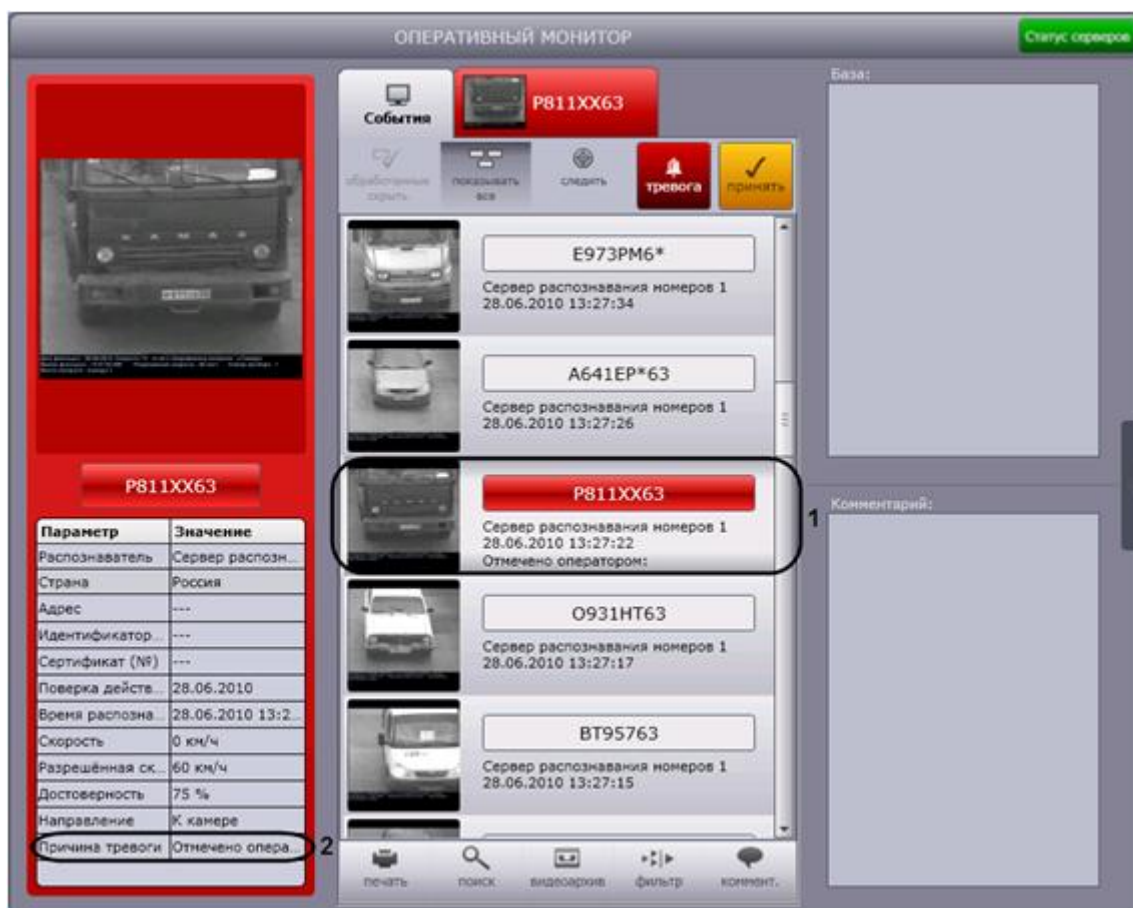 ОПЕРАТИВНЫЙ МОНИТОР
Статус серверов
P811XX63
Параметр Значение
Распознаватель Сервер распозн...
Страна Россия
Адрес ---
Идентификатор... ---
Сертификат (№) ---
Поверка действ... 28.06.2010
Время распозна... 28.06.2010 13:2...
Скорость 0 км/ч
Разрешённая ск... 60 км/ч
Достоверность 75 %
Направление К камере
Причина тревоги Отмечено опера...
2
События
P811XX63
обработанные
скрыть
показывать
все
следить
тревога
принять
E973PM6*
Сервер распознавания номеров 1
28.06.2010 13:27:34
A641EP*63
Сервер распознавания номеров 1
28.06.2010 13:27:26
P811XX63
Сервер распознавания номеров 1
28.06.2010 13:27:22
Отмечено оператором:
1
O931HT63
Сервер распознавания номеров 1
28.06.2010 13:27:17
BT95763
Сервер распознавания номеров 1
28.06.2010 13:27:15
печать
поиск
видеоархив
фильтр
коммент.
База:
Комментарий: